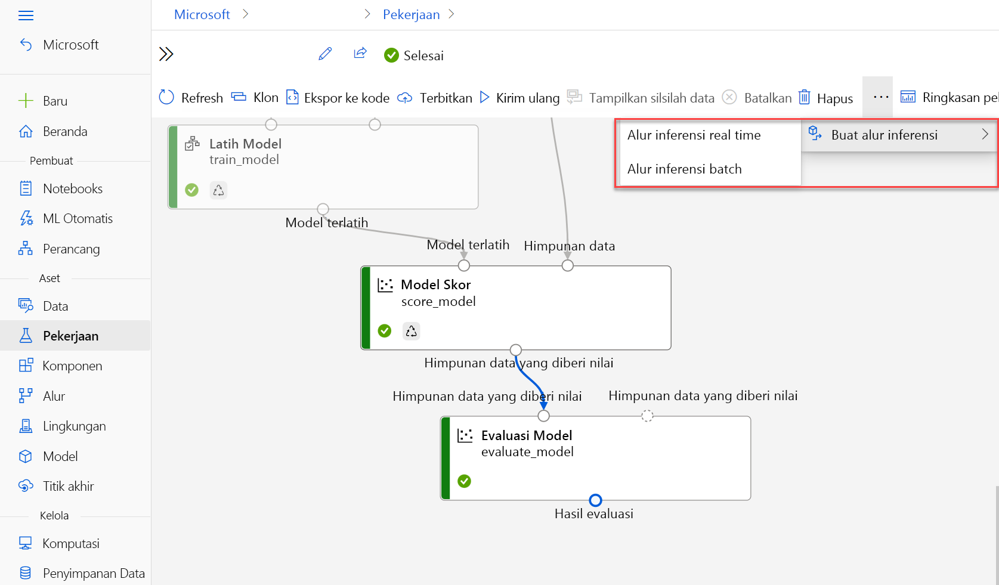 Microsoft
Pekerjaan
Microsoft
Selesai
Refresh
Klon
Ekspor ke kode
Terbitkan
Kirim ulang
Tampilkan silsilah data
Batalkan
Hapus
Ringkasan
Baru
Beranda
Pembuat
Notebooks
ML Otomatis
Perancang
Aset
Data
Pekerjaan
Komponen
Alur
Lingkungan
Model
Titik akhir
Kelola
Komputasi
Penyimpanan Data
Alur inferensi real time
Alur inferensi batch
Buat alur inferensi
Latih Model
train_model
Model terlatih
Model terlatih
Himpunan data
Model Skor
score_model
Himpunan data yang diberi nilai
Himpunan data yang diberi nilai
Himpunan data yang diberi nilai
Evaluasi Model
evaluate_model
Hasil evaluasi